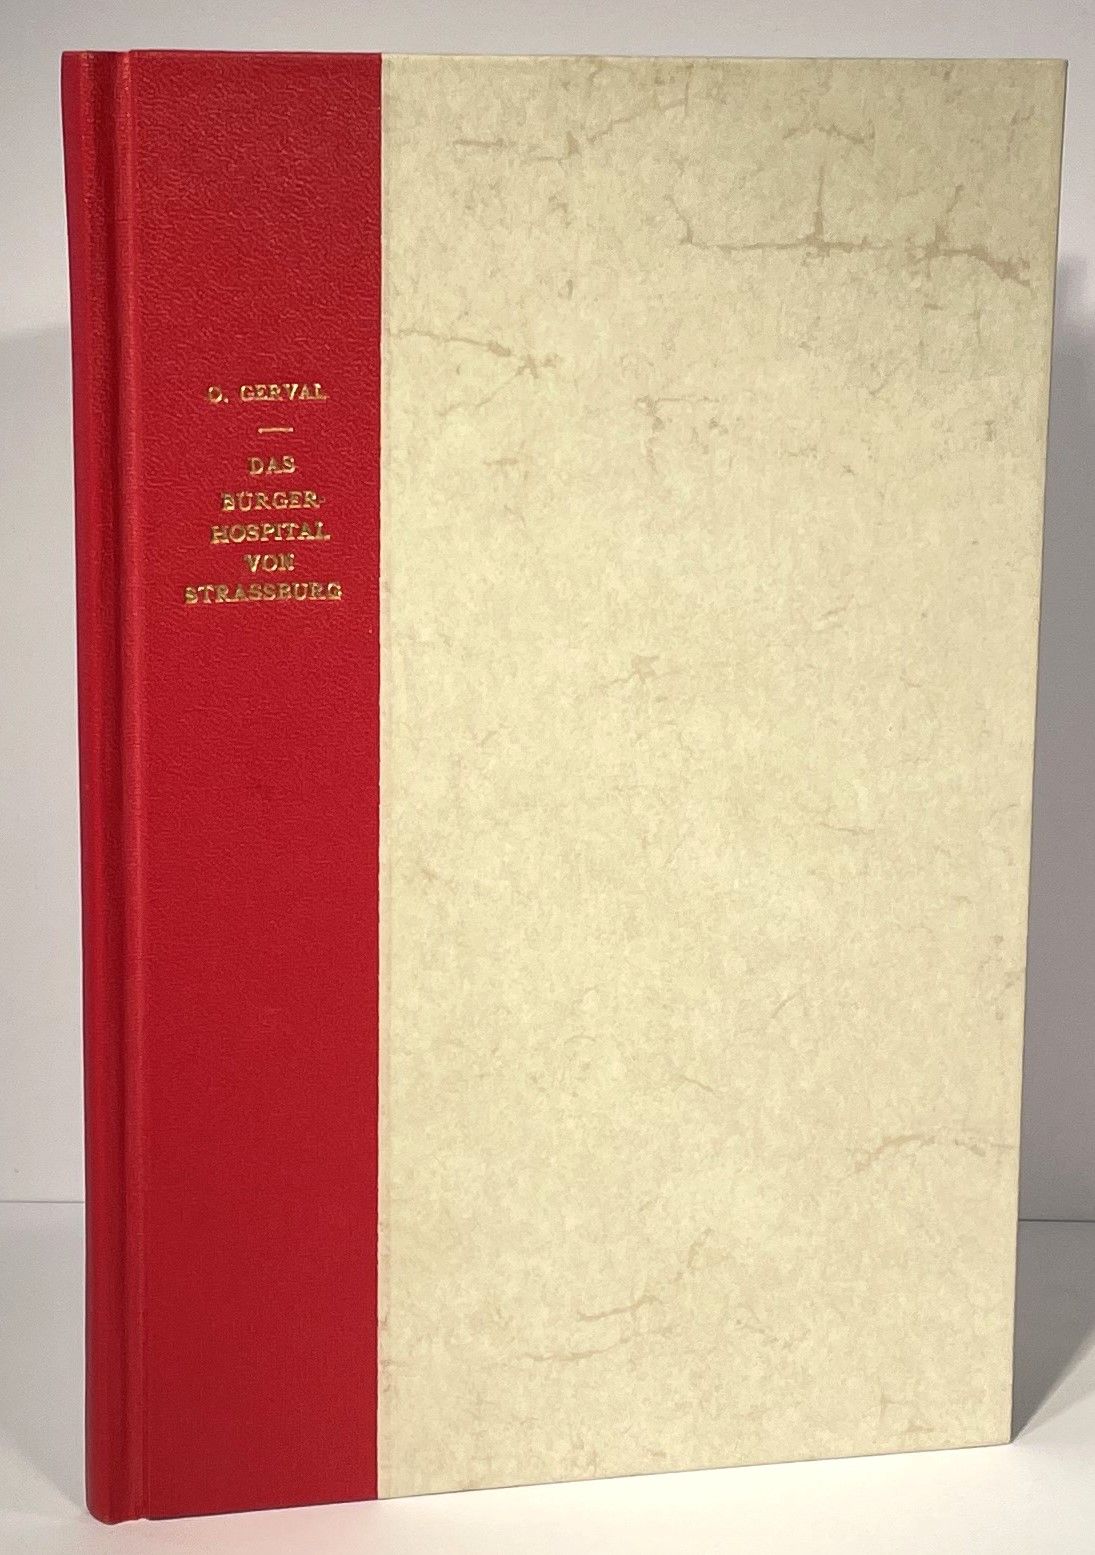 O. GERVAL
DAS
BÜRGER-
HOSPITAL
VON
STRASSBURG